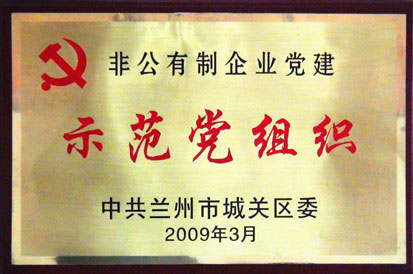 非公有制企业党建
示范党组织
中共兰州市城关区委
2009年3月